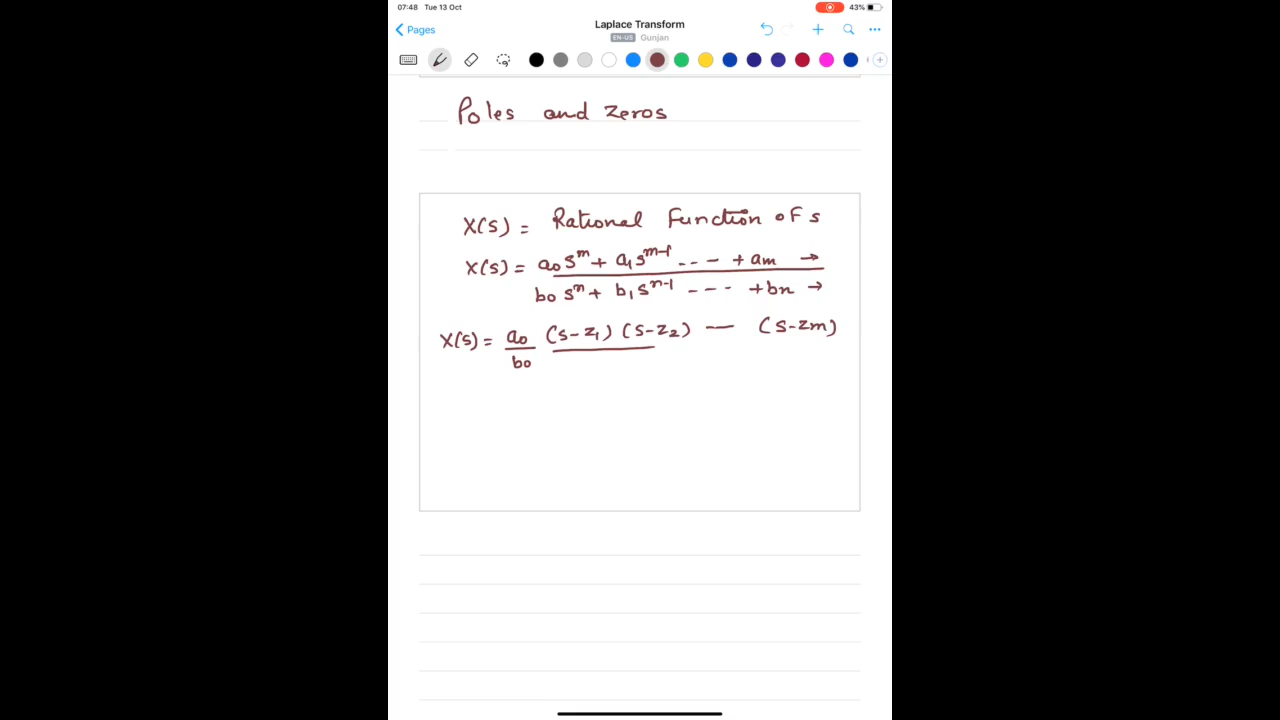 07:48 Tue 13 Oct 43%
Pages
Laplace Transform
EN-US Gunjan
Poles and zeros
X(s) = Rational Function of s
X(s) = a₀s^m + a₁s^(m-1) ---- + am →
b₀s^n + b₁s^(n-1) ---- + bn →
X(s) = a₀ (s-z₁) (s-z₂) — (s-zm)
b₀